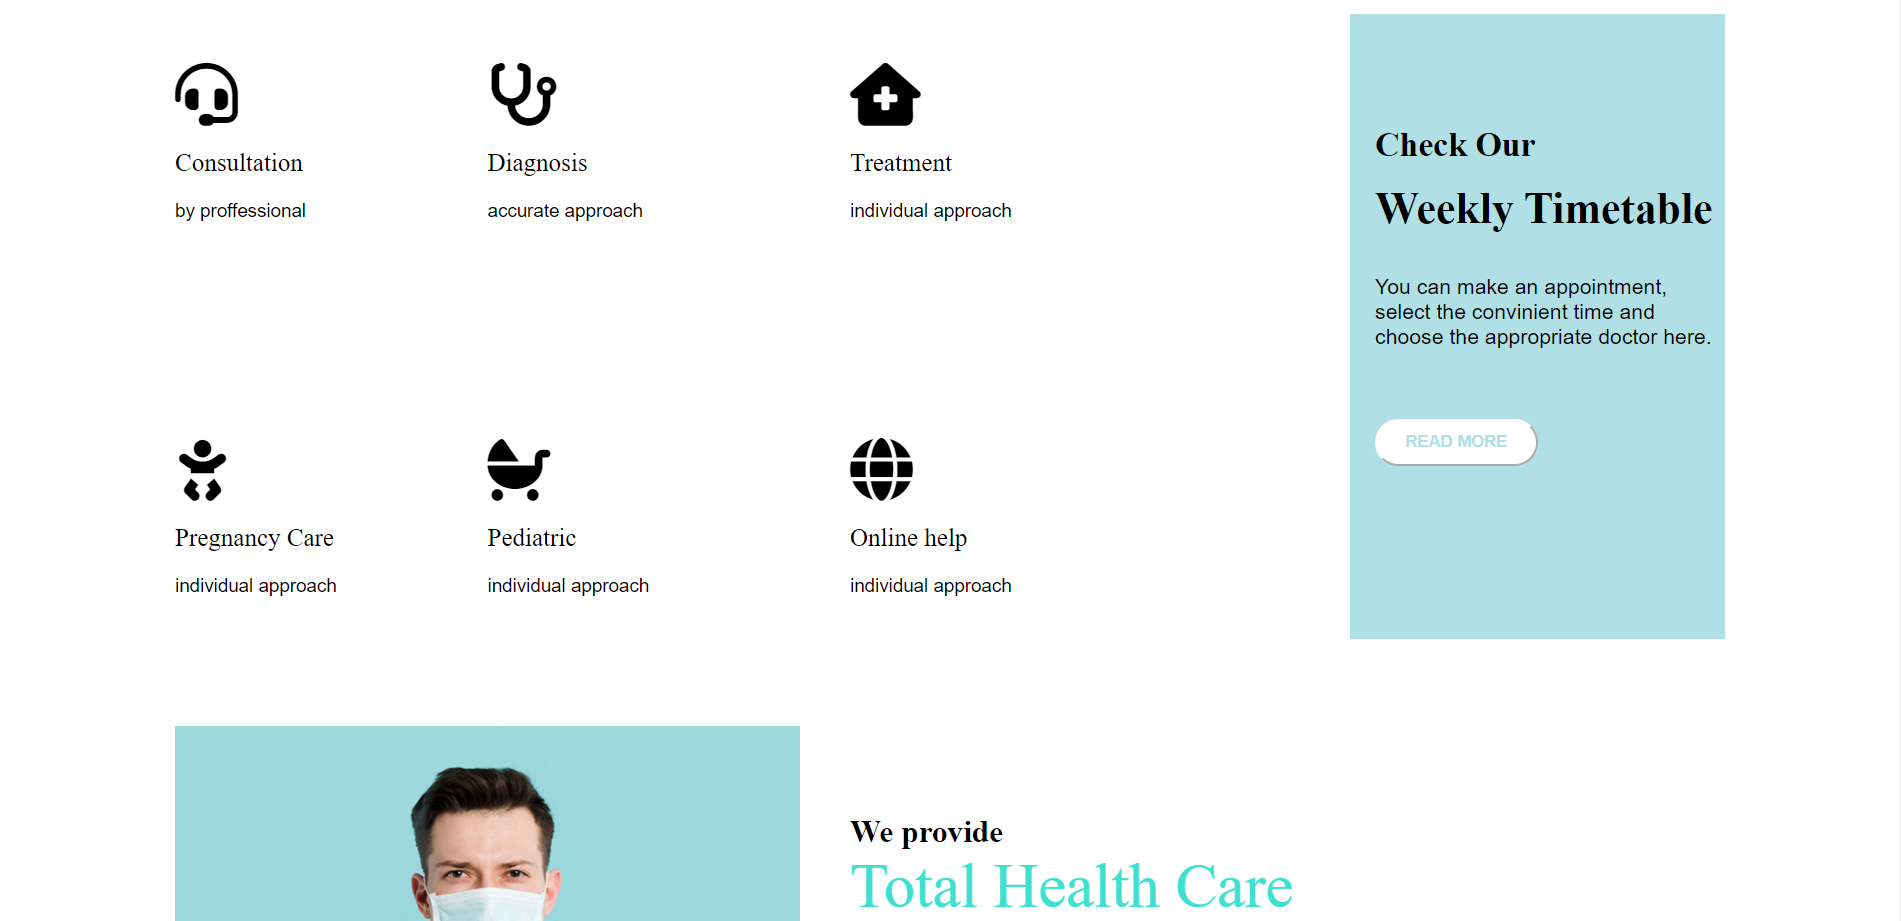 Consultation
by proffessional
Diagnosis
accurate approach
Treatment
individual approach
Pregnancy Care
individual approach
Pediatric
individual approach
Online help
individual approach
Check Our
Weekly Timetable
You can make an appointment,
select the convinient time and
choose the appropriate doctor here.
READ MORE
We provide
Total Health Care